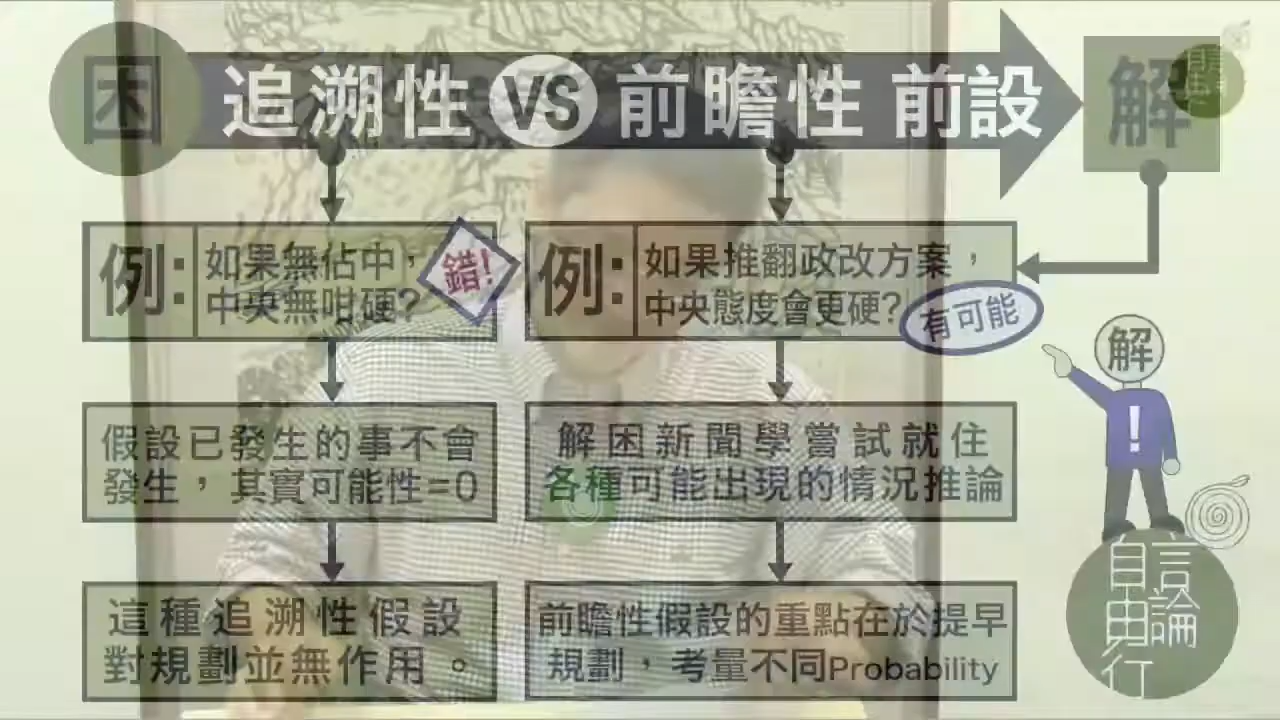 困 追溯性 VS 前瞻性 前設 解
例: 如果無佔中,
中央無咁硬?
錯!
例: 如果推翻政改方案,
中央態度會更硬?
有可能
解
!
假設已發生的事不會
發生,其實可能性=0
解困新聞學嘗試就住
各種可能出現的情況推論
這種追溯性假設
對規劃並無作用。
前瞻性假設的重點在於提早
規劃,考量不同Probability
言論
自由行